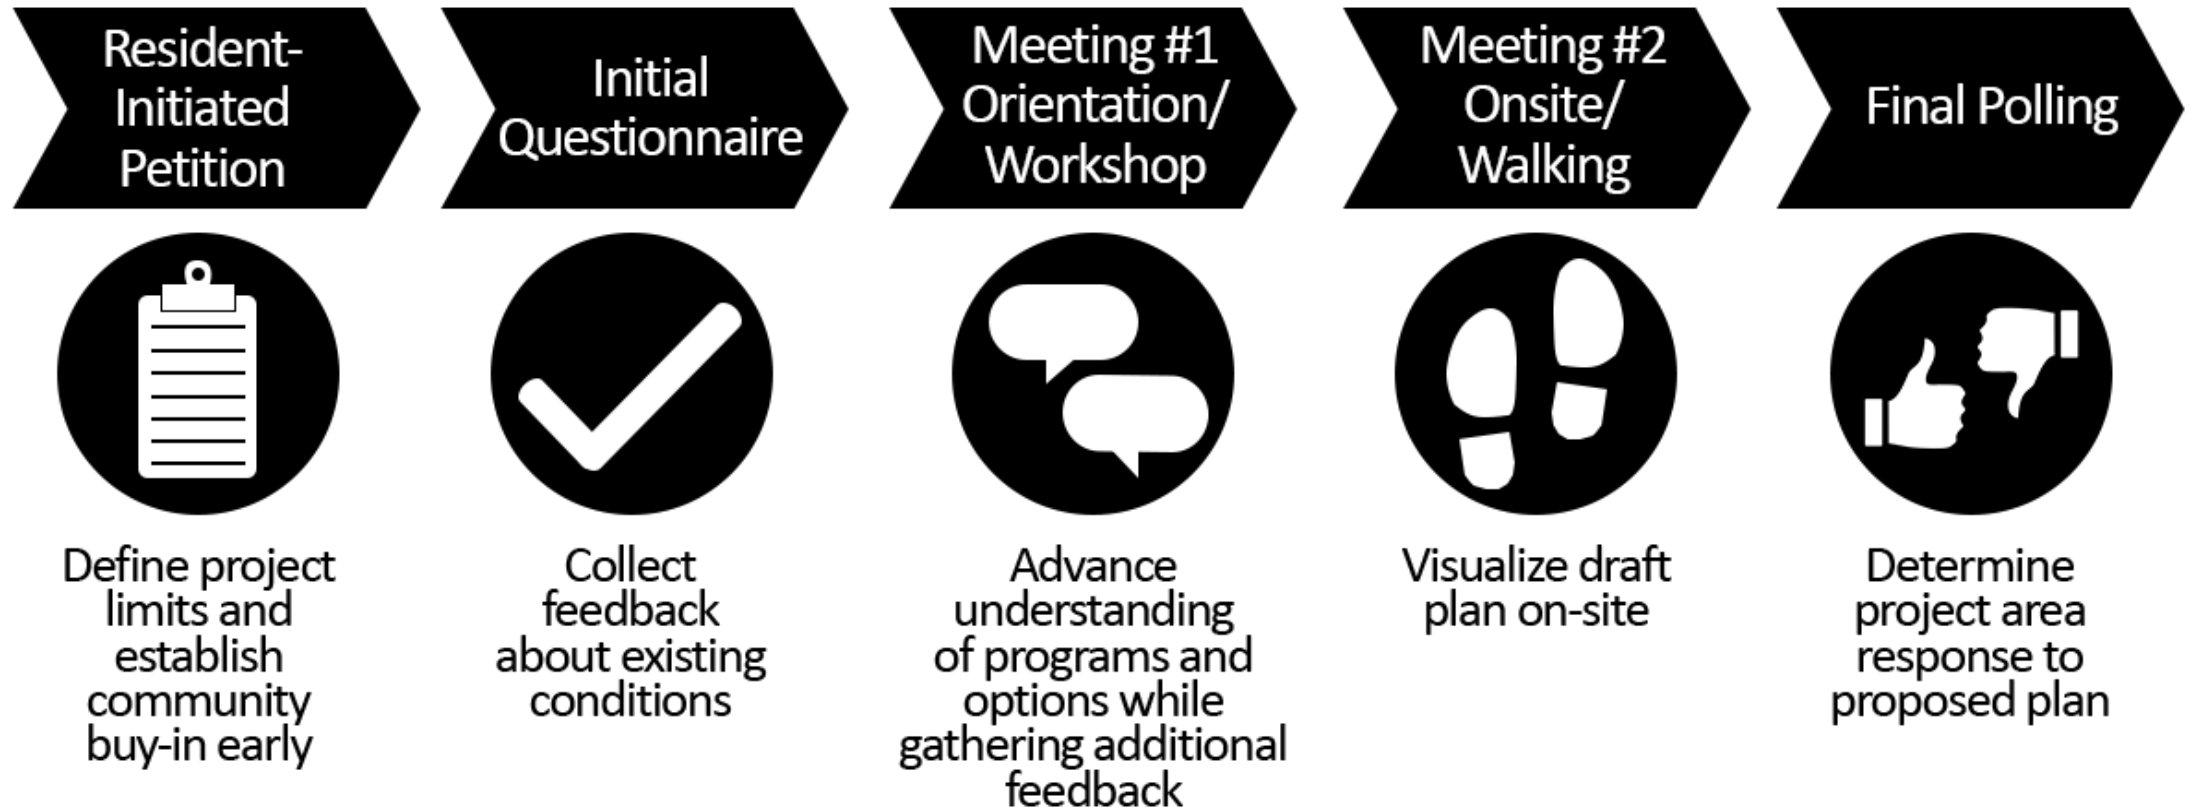 Resident-
Initiated
Petition
Initial
Questionnaire
Meeting #1
Orientation/
Workshop
Meeting #2
Onsite/
Walking
Final Polling
Define project
limits and
establish
community
buy-in early
Collect
feedback
about existing
conditions
Advance
understanding
of programs and
options while
gathering additional
feedback
Visualize draft
plan on-site
Determine
project area
response to
proposed plan